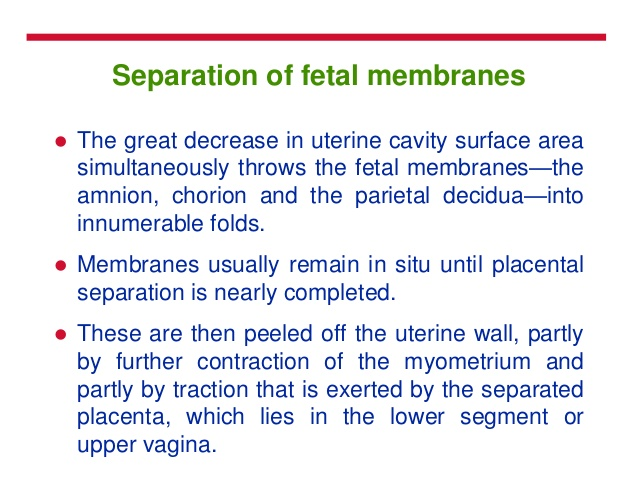 Separation of fetal membranes
● The great decrease in uterine cavity surface area
simultaneously throws the fetal membranes—the
amnion, chorion and the parietal decidua—into
innumerable folds.
● Membranes usually remain in situ until placental
separation is nearly completed.
● These are then peeled off the uterine wall, partly
by further contraction of the myometrium and
partly by traction that is exerted by the separated
placenta, which lies in the lower segment or
upper vagina.